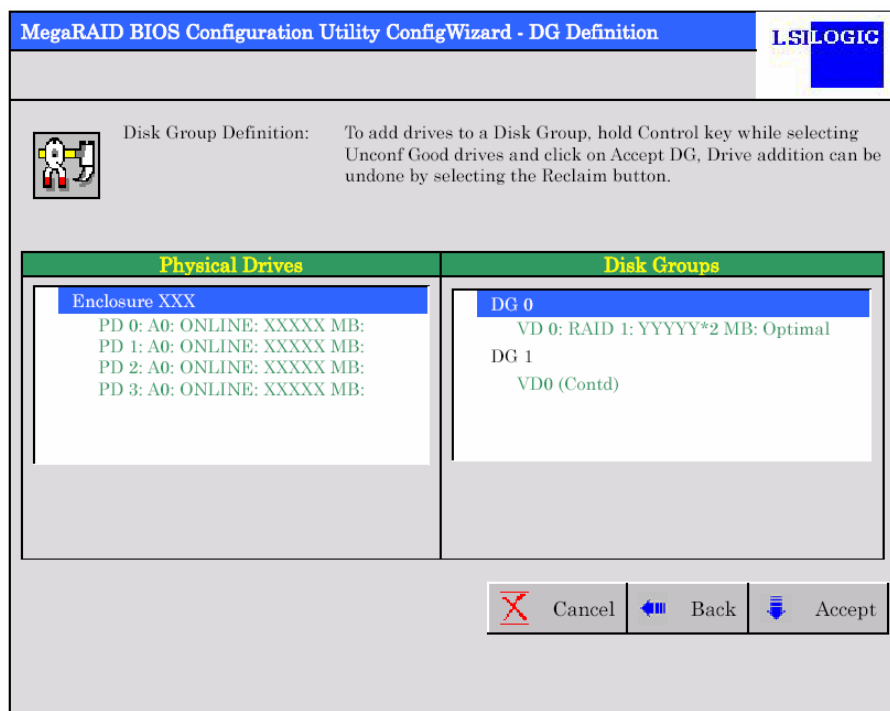 MegaRAID BIOS Configuration Utility ConfigWizard - DG Definition
LSILOGIC
Disk Group Definition:
To add drives to a Disk Group, hold Control key while selecting
Unconf Good drives and click on Accept DG, Drive addition can be
undone by selecting the Reclaim button.
Physical Drives
Enclosure XXX
PD 0: A0: ONLINE: XXXXX MB:
PD 1: A0: ONLINE: XXXXX MB:
PD 2: A0: ONLINE: XXXXX MB:
PD 3: A0: ONLINE: XXXXX MB:
Disk Groups
DG 0
VD 0: RAID 1: YYYYY*2 MB: Optimal
DG 1
VD0 (Contd)
Cancel
Back
Accept